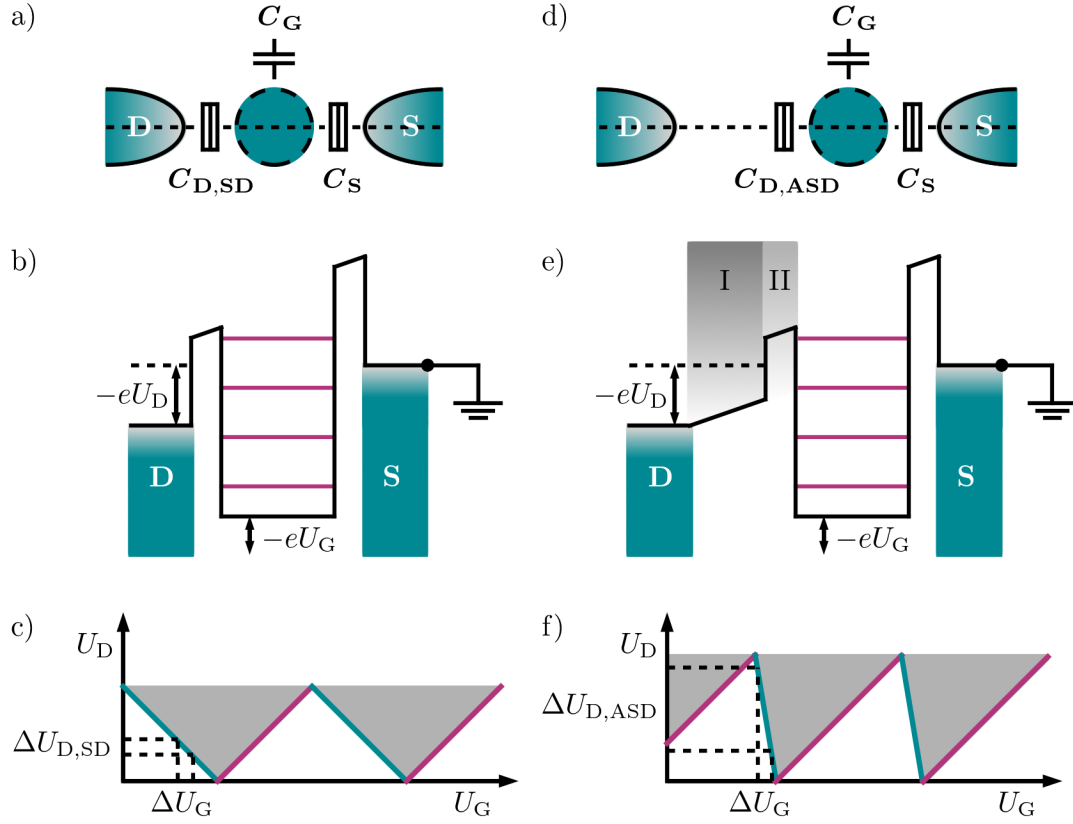 a)
C_G
D
S
C_D,SD
C_S
d)
C_G
D
S
C_D,ASD
C_S
b)
−eU_D
D
S
−eU_G
e)
I
II
−eU_D
D
S
−eU_G
c)
U_D
ΔU_D,SD
ΔU_G
U_G
f)
U_D
ΔU_D,ASD
ΔU_G
U_G